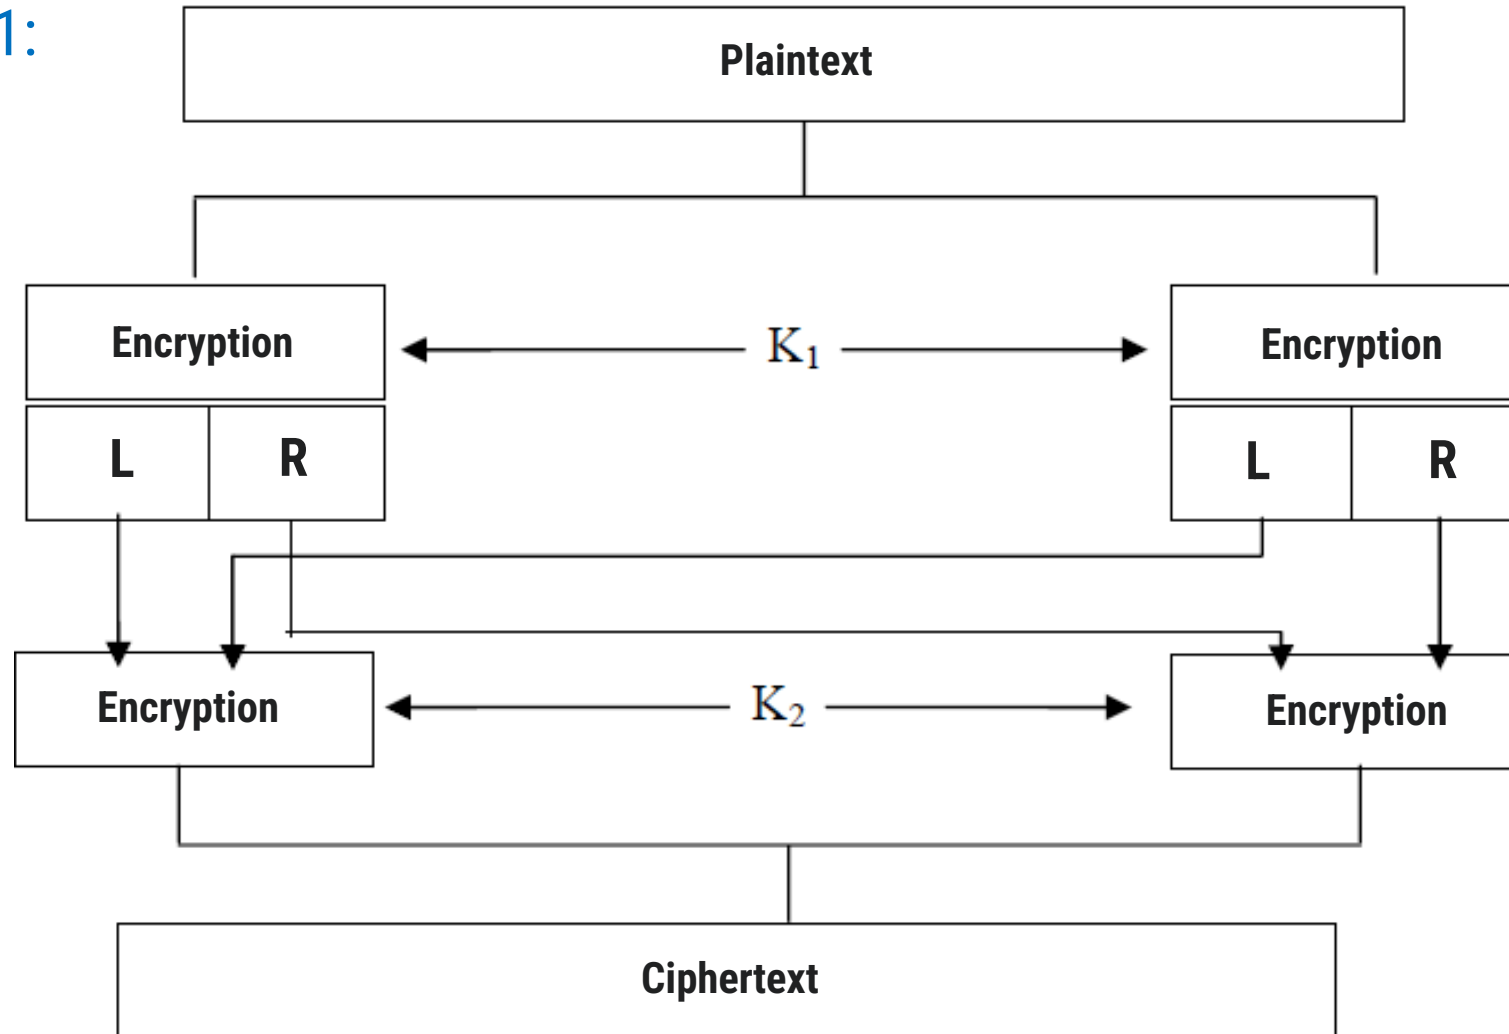 1:
Plaintext
Encryption
K₁
Encryption
L
R
L
R
Encryption
K₂
Encryption
Ciphertext